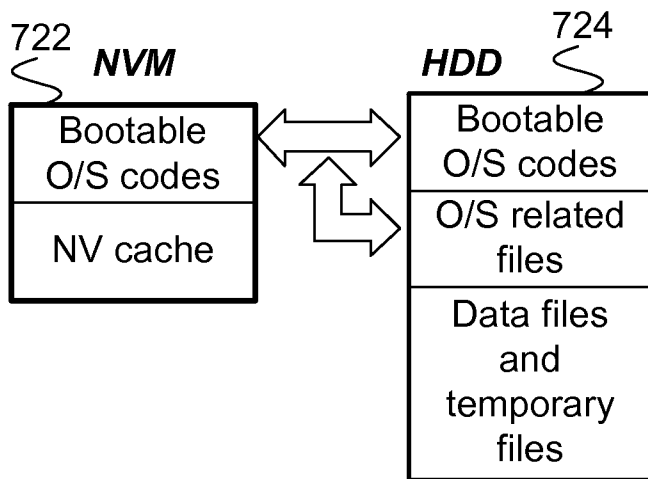 722
NVM
Bootable
O/S codes
NV cache
724
HDD
Bootable
O/S codes
O/S related
files
Data files
and
temporary
files